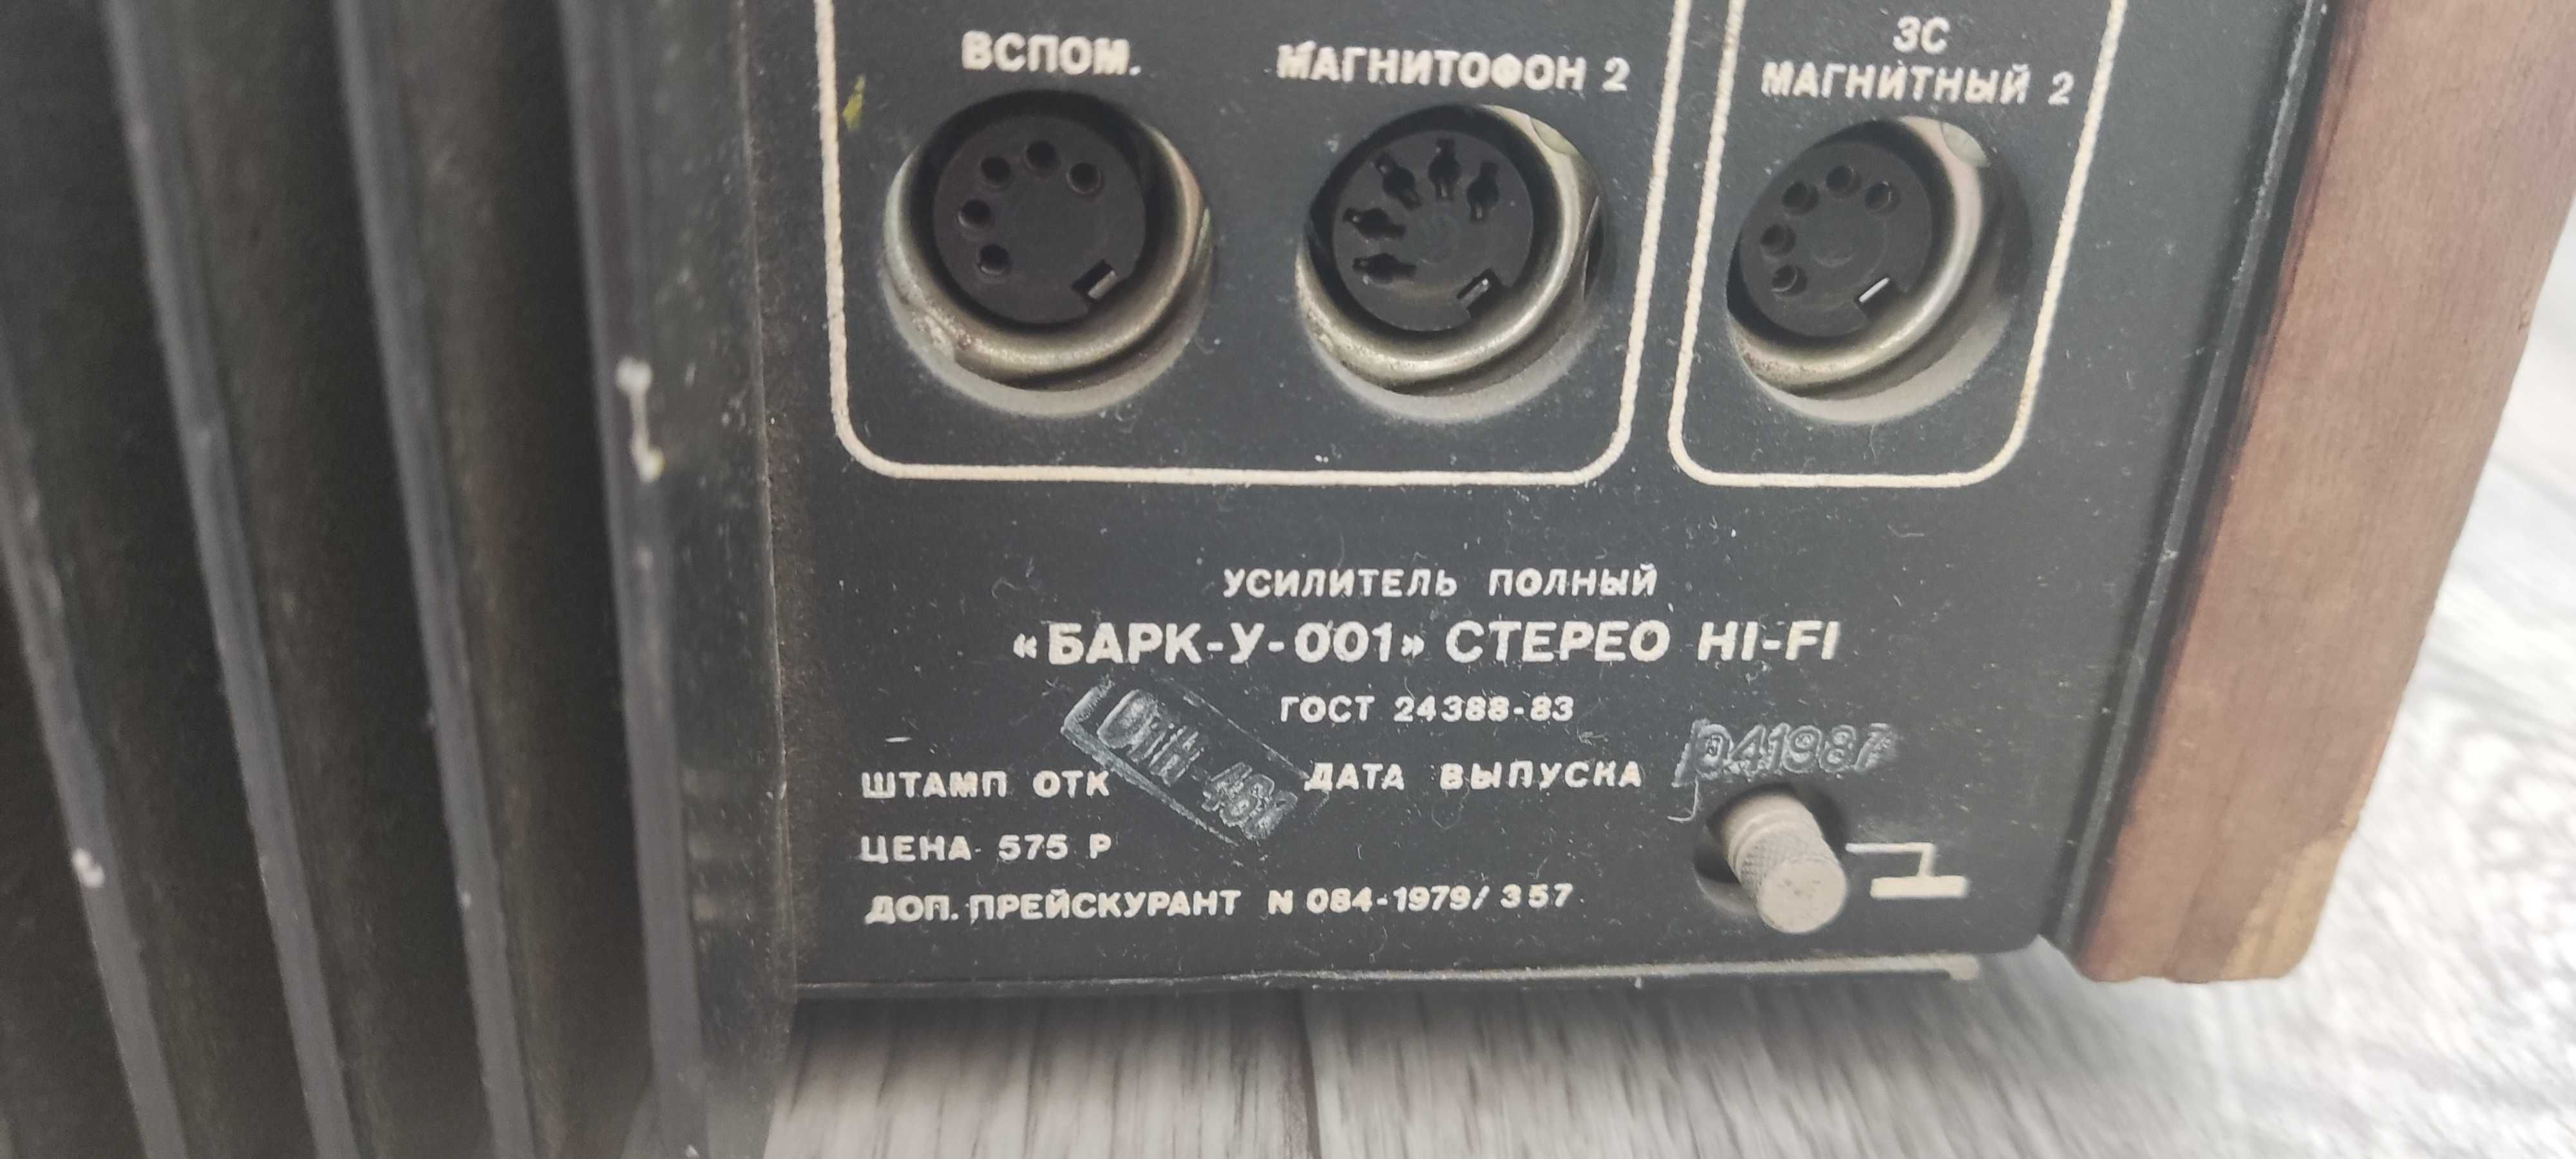 ВСПОМ.
МАГНИТОФОН 2
ЗС
МАГНИТНЫЙ 2
УСИЛИТЕЛЬ ПОЛНЫЙ
«БАРК-У-001» СТЕРЕО HI-FI
ГОСТ 24388-83
ШТАМП ОТК
ДАТА ВЫПУСКА 041987
ЦЕНА 575 Р
ДОП. ПРЕЙСКУРАНТ N 084-1979/357